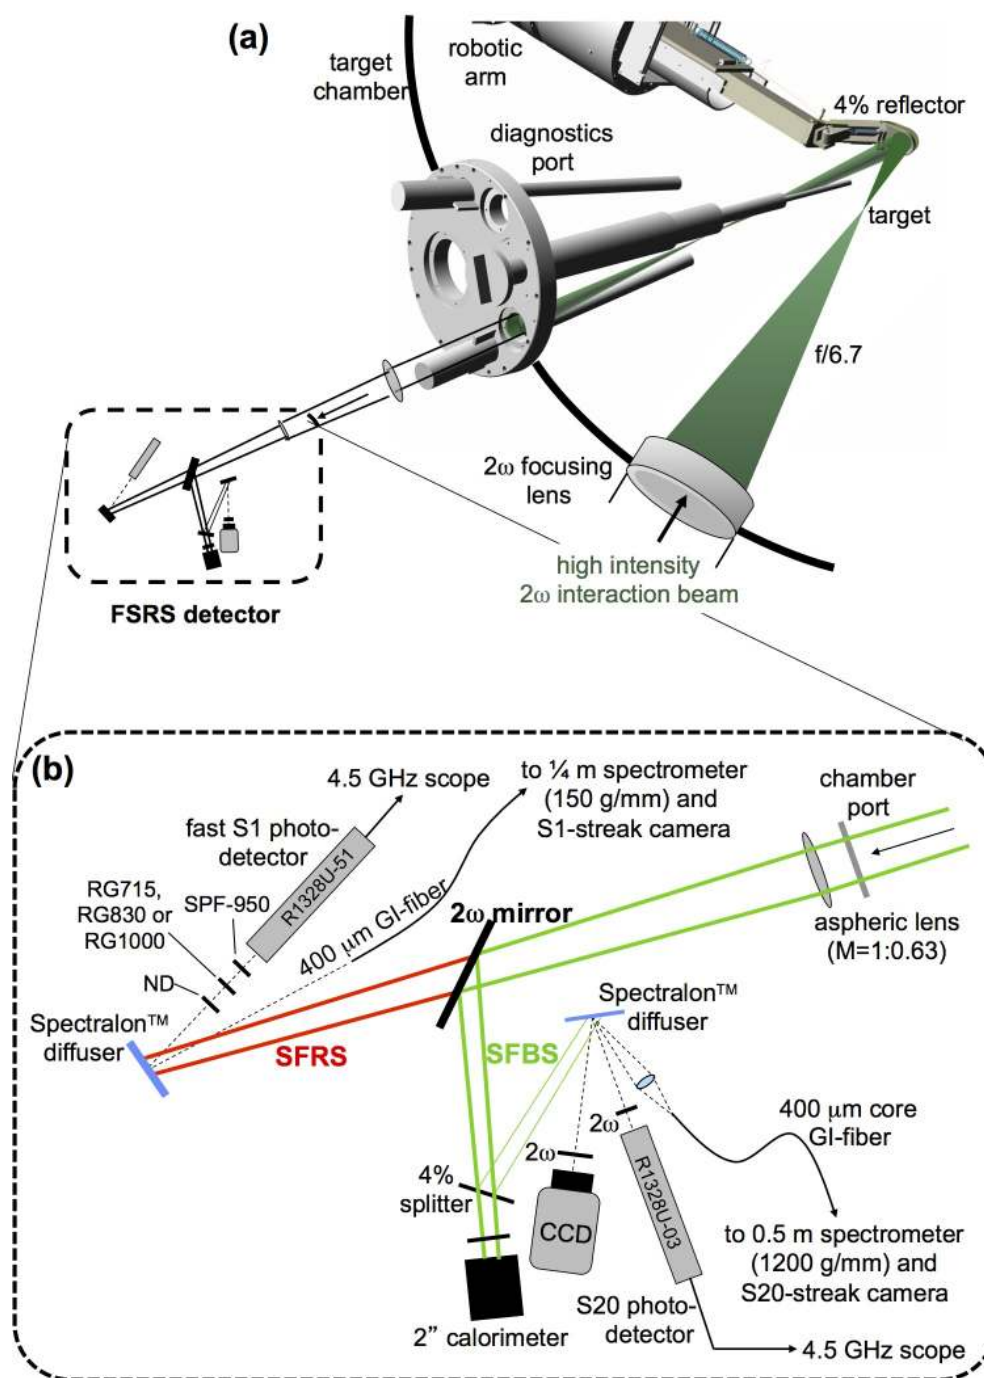 (a)
target
chamber
robotic
arm
4% reflector
diagnostics
port
target
f/6.7
2ω focusing
lens
high intensity
2ω interaction beam
FSRS detector
(b)
4.5 GHz scope
to ¼ m spectrometer
(150 g/mm) and
S1-streak camera
chamber
port
fast S1 photo-
detector
R1328U-51
RG715,
RG830 or
RG1000
SPF-950
400 μm GI-fiber
2ω mirror
aspheric lens
(M=1:0.63)
ND
Spectralon™
diffuser
SFRS
SFBS
Spectralon™
diffuser
2ω
2ω
400 μm core
GI-fiber
4%
splitter
CCD
R1328U-03
to 0.5 m spectrometer
(1200 g/mm) and
S20-streak camera
S20 photo-
detector
2” calorimeter
4.5 GHz scope